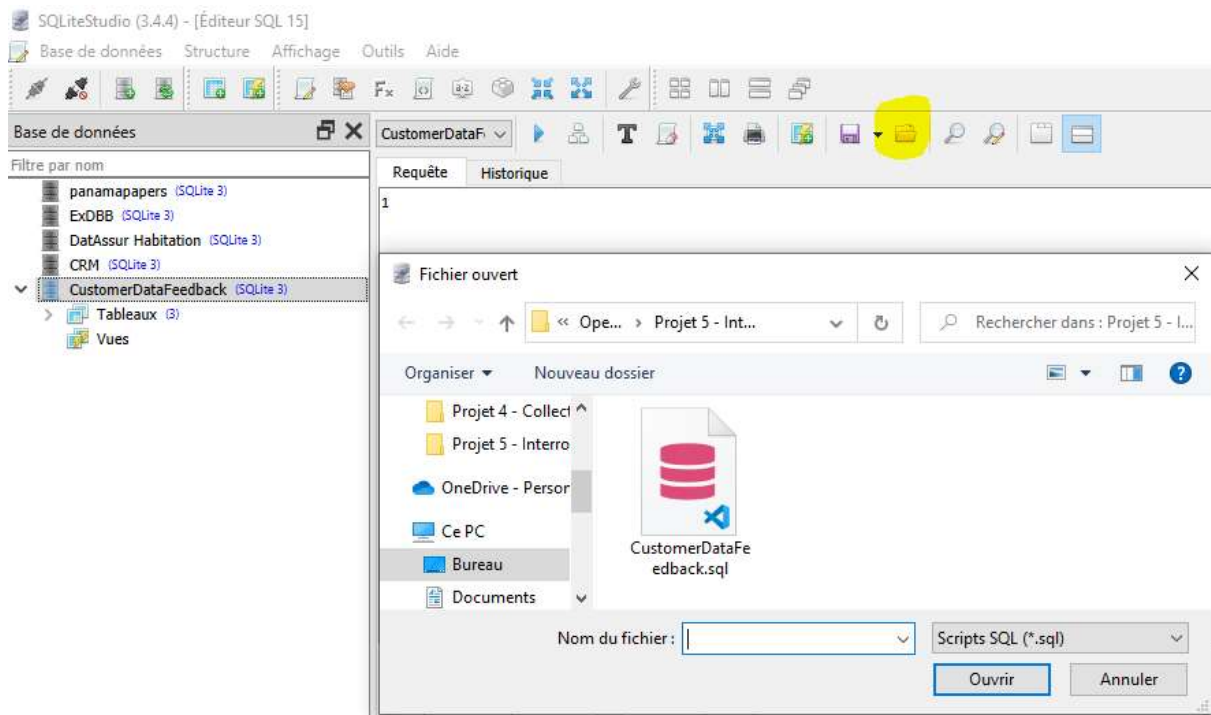 SQLiteStudio (3.4.4) - [Éditeur SQL 15]
Base de données Structure Affichage Outils Aide
Base de données
CustomerDataF
Filtre par nom
Requête Historique
panamapapers (SQLite 3)
1
ExDBB (SQLite 3)
DatAssur Habitation (SQLite 3)
CRM (SQLite 3)
CustomerDataFeedback (SQLite 3)
Tableaux (3)
Vues
Fichier ouvert
« Ope... › Projet 5 - Int...
Rechercher dans : Projet 5 - I...
Organiser Nouveau dossier
Projet 4 - Collect
Projet 5 - Interro
OneDrive - Person
Ce PC
Bureau
Documents
CustomerDataFe
edback.sql
Nom du fichier : Scripts SQL (*.sql)
Ouvrir Annuler